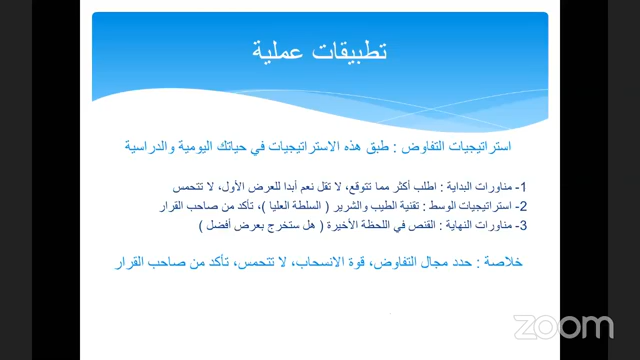 تطبيقات عملية
استراتيجيات التفاوض : طبق هذه الاستراتيجيات في حياتك اليومية والدراسية
1- مناورات البداية : اطلب أكثر مما تتوقع، لا تقل نعم أبدا للعرض الأول، لا تتحمس
2- استراتيجيات الوسط : تقنية الطيب والشرير ( السلطة العليا )، تأكد من صاحب القرار
3- مناورات النهاية : القنص في اللحظة الأخيرة ( هل ستخرج بعرض أفضل )
خلاصة : حدد مجال التفاوض، قوة الانسحاب، لا تتحمس، تأكد من صاحب القرار
zoom